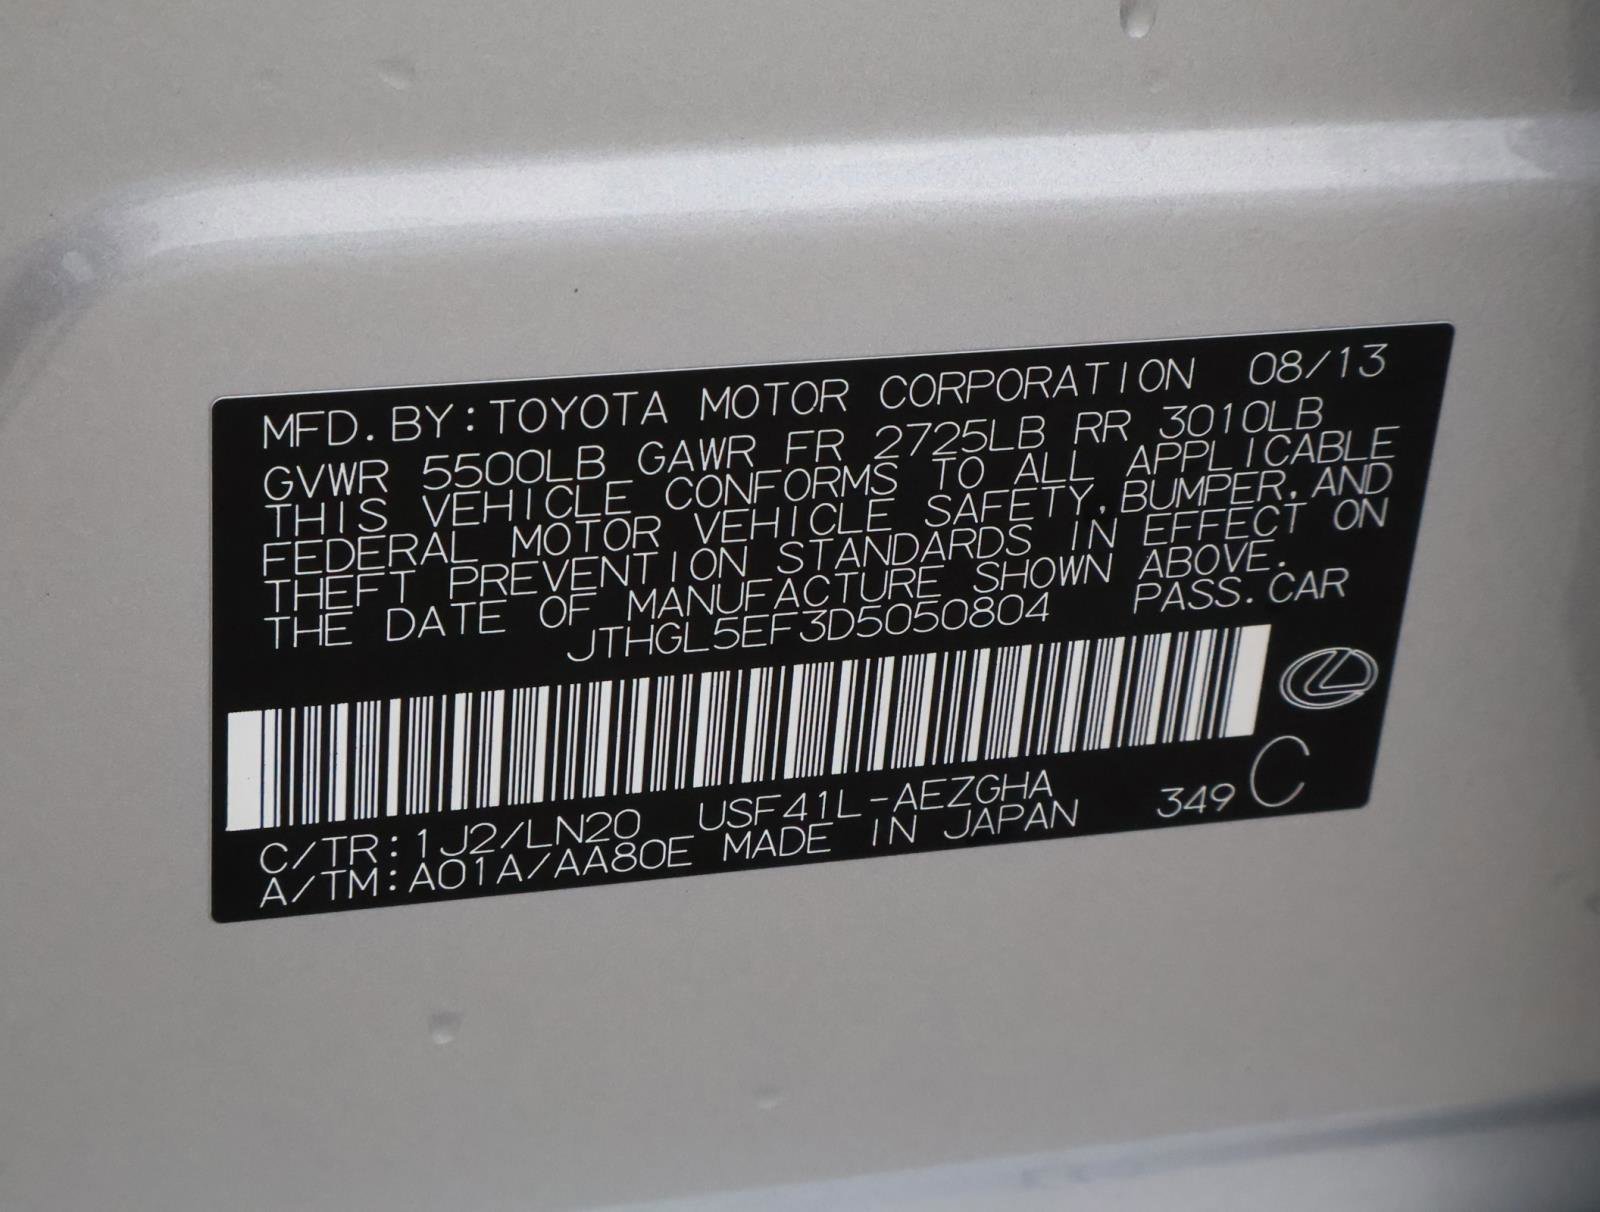 MFD. BY: TOYOTA MOTOR CORPORATION 08/13
GVWR 5500LB GAWR FR 2725LB RR 3010LB
THIS VEHICLE CONFORMS TO ALL APPLICABLE
FEDERAL MOTOR VEHICLE SAFETY, BUMPER, AND
THEFT PREVENTION STANDARDS IN EFFECT ON
THE DATE OF MANUFACTURE SHOWN ABOVE.
JTHGL5EF3D5050804 PASS. CAR
C/TR: 1J2/LN20 USF41L-AEZGHA 349 C
A/TM: A01A/AA80E MADE IN JAPAN